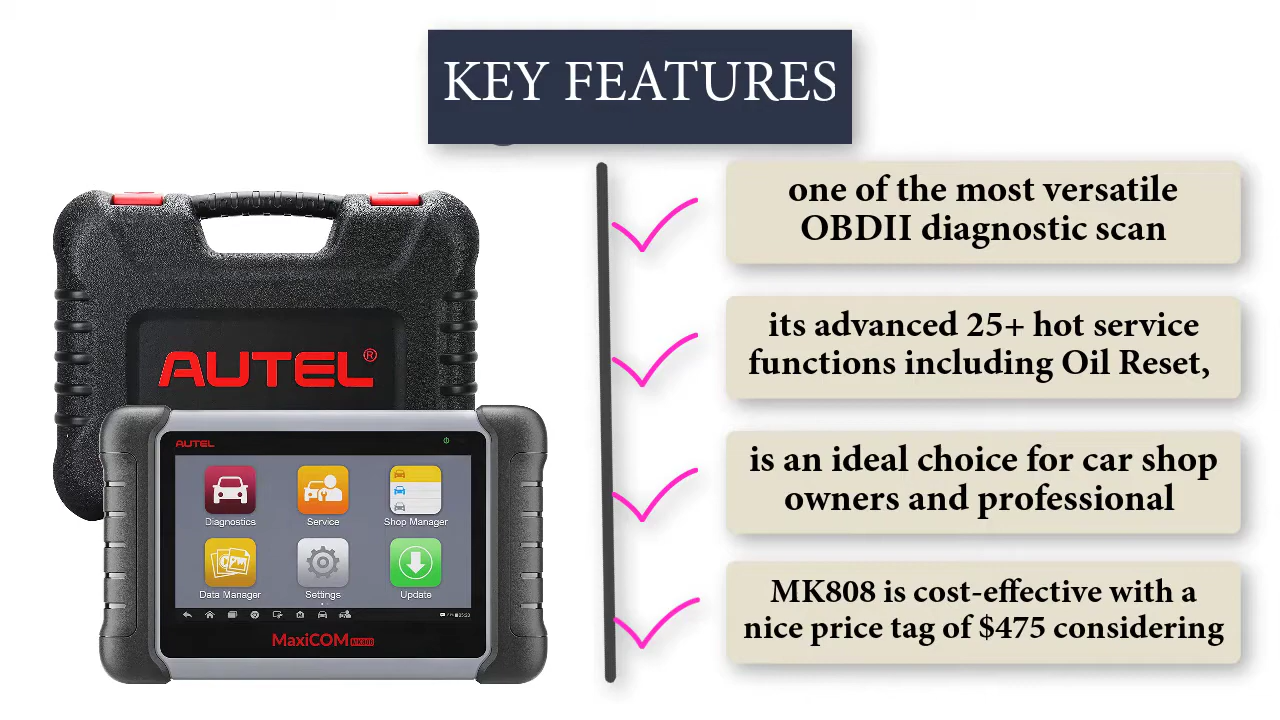 KEY FEATURES
one of the most versatile
OBDII diagnostic scan
its advanced 25+ hot service
functions including Oil Reset,
is an ideal choice for car shop
owners and professional
MK808 is cost-effective with a
nice price tag of $475 considering
AUTEL®
AUTEL
Diagnostics
Service
Shop Manager
Data Manager
Settings
Update
MaxiCOM MK808